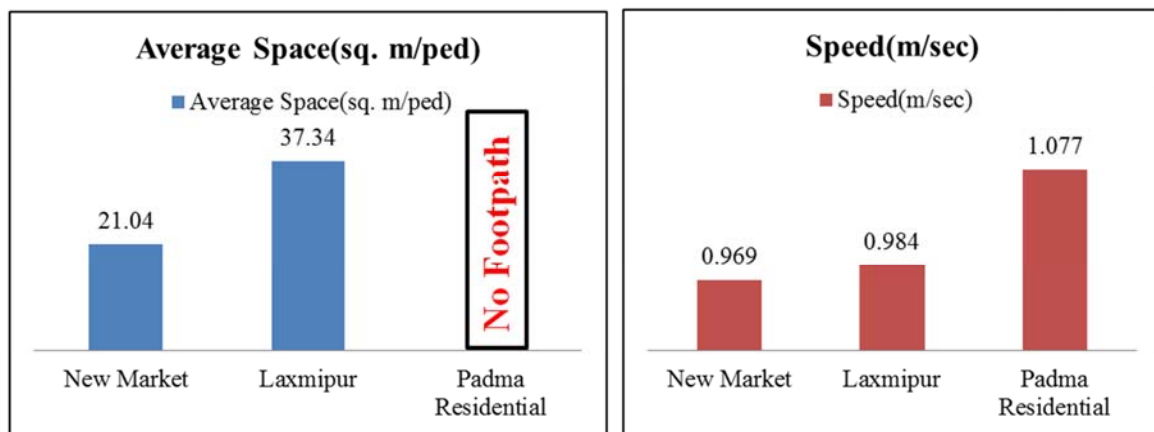 Average Space(sq. m/ped)
Average Space(sq. m/ped)
37.34
21.04
No Footpath
New Market
Laxmipur
Padma
Residential
Speed(m/sec)
Speed(m/sec)
1.077
0.969
0.984
New Market
Laxmipur
Padma
Residential